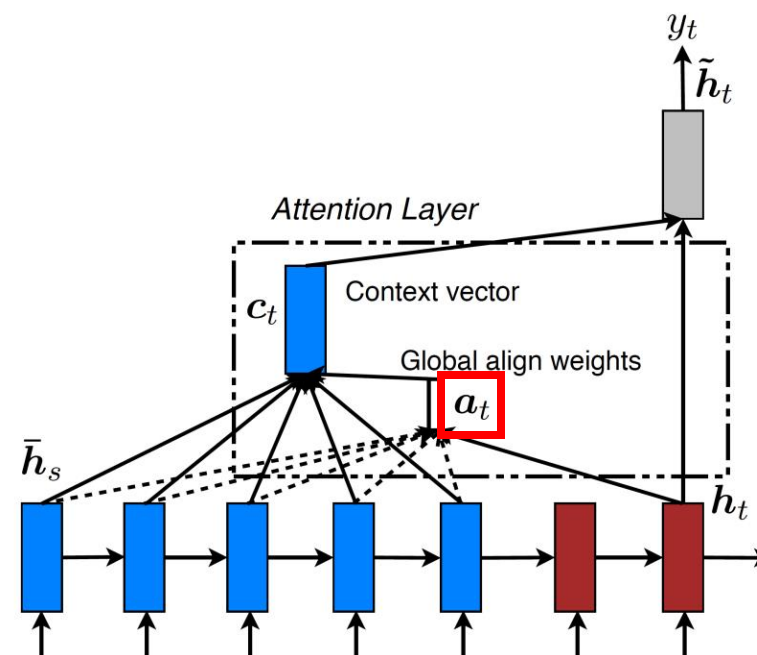 y_t
h̃_t
Attention Layer
c_t
Context vector
Global align weights
a_t
h̄_s
h_t